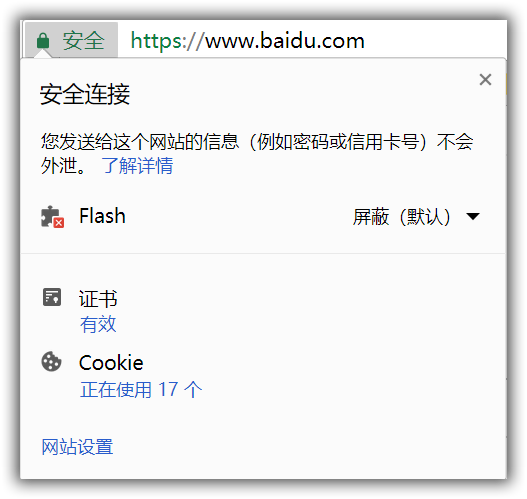 安全 https://www.baidu.com
安全连接
您发送给这个网站的信息（例如密码或信用卡号）不会
外泄。 了解详情
Flash 屏蔽（默认）
证书
有效
Cookie
正在使用 17 个
网站设置